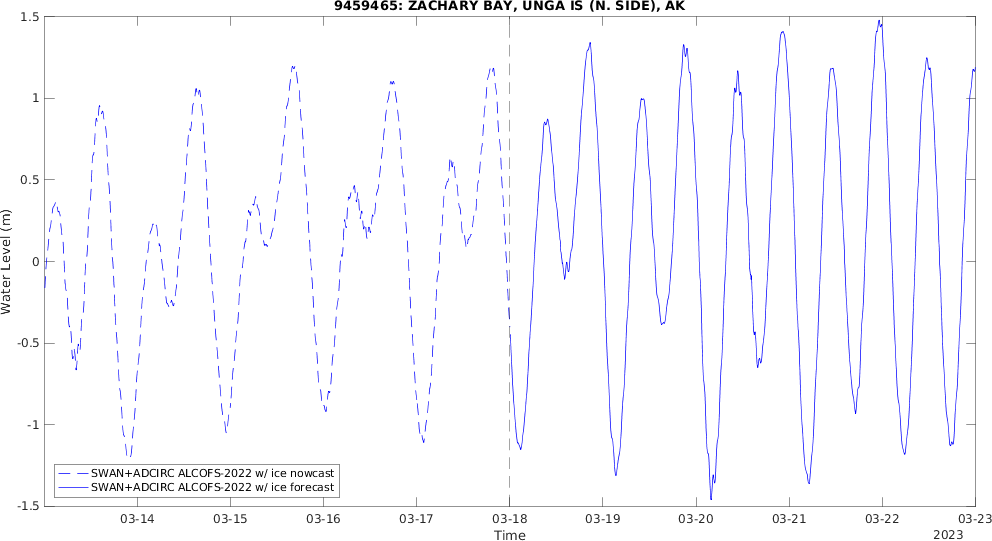 9459465: ZACHARY BAY, UNGA IS (N. SIDE), AK
1.5
1
0.5
0
-0.5
-1
-1.5
Water Level (m)
SWAN+ADCIRC ALCOFS-2022 w/ ice nowcast
SWAN+ADCIRC ALCOFS-2022 w/ ice forecast
03-14 03-15 03-16 03-17 03-18 03-19 03-20 03-21 03-22 03-23
Time
2023